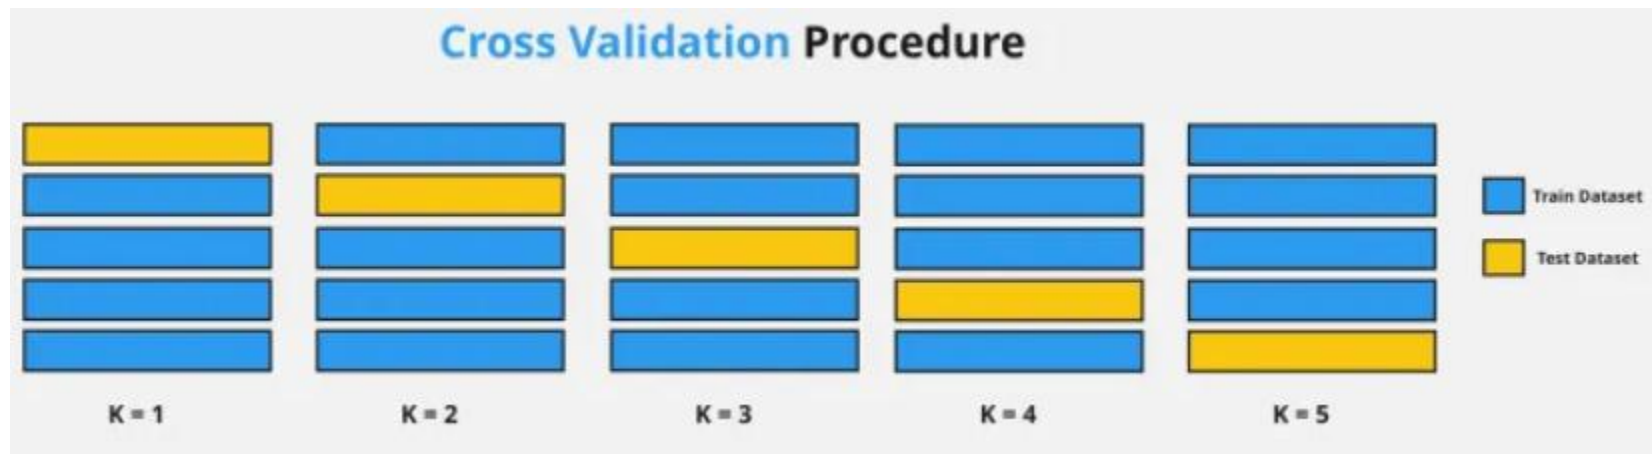 Cross Validation Procedure
Train Dataset
Test Dataset
K = 1
K = 2
K = 3
K = 4
K = 5